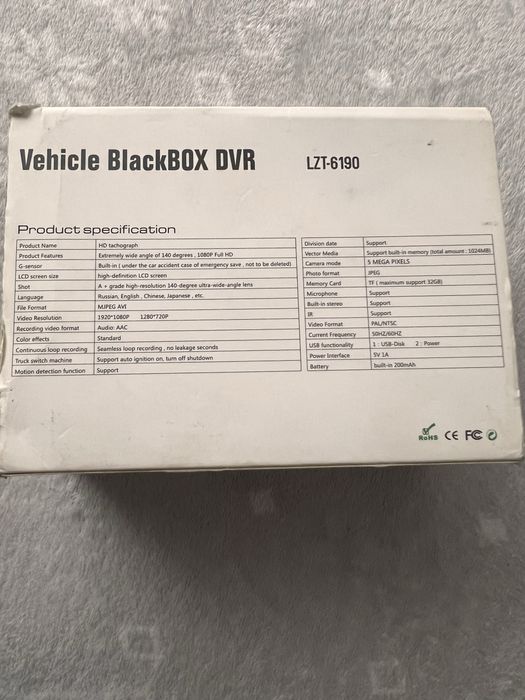 Vehicle BlackBOX DVR LZT-6190
Product specification
Product Name HD tachograph
Product Features Extremely wide angle of 140 degrees , 1080P Full HD
G-sensor Built-in ( under the car accident case of emergency save , not to be deleted)
LCD screen size high-definition LCD screen
Shot A + grade high-resolution 140-degree ultra-wide-angle lens
Language Russian, English , Chinese, Japanese , etc.
File Format MJPEG AVI
Video Resolution 1920*1080P 1280*720P
Recording video format Audio: AAC
Color effects Standard
Continuous loop recording Seamless loop recording , no leakage seconds
Truck switch machine Support auto ignition on, turn off shutdown
Motion detection function Support
Division date Support
Vector Media Support built-in memory (total amount : 1024MB)
Camera mode 5 MEGA PIXELS
Photo format JPEG
Memory Card TF ( maximum support 32GB)
Microphone Support
Built-in stereo Support
IR Support
Video Format PAL/NTSC
Current Frequency 50HZ/60HZ
USB functionality 1 : USB-Disk 2 : Power
Power Interface 5V 1A
Battery built-in 200mAh
RoHS CE FC